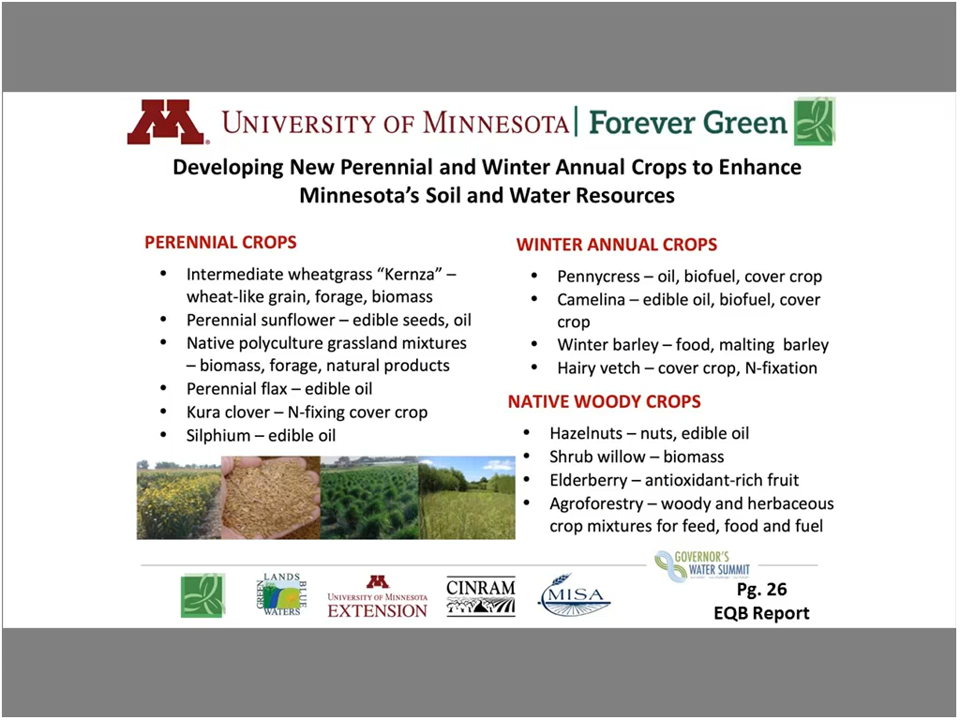 UNIVERSITY OF MINNESOTA | Forever Green
Developing New Perennial and Winter Annual Crops to Enhance
Minnesota's Soil and Water Resources
PERENNIAL CROPS
• Intermediate wheatgrass “Kernza” –
wheat-like grain, forage, biomass
• Perennial sunflower – edible seeds, oil
• Native polyculture grassland mixtures
– biomass, forage, natural products
• Perennial flax – edible oil
• Kura clover – N-fixing cover crop
• Silphium – edible oil
WINTER ANNUAL CROPS
• Pennycress – oil, biofuel, cover crop
• Camelina – edible oil, biofuel, cover
crop
• Winter barley – food, malting barley
• Hairy vetch – cover crop, N-fixation
NATIVE WOODY CROPS
• Hazelnuts – nuts, edible oil
• Shrub willow – biomass
• Elderberry – antioxidant-rich fruit
• Agroforestry – woody and herbaceous
crop mixtures for feed, food and fuel
GREEN LANDS BLUE WATERS
UNIVERSITY OF MINNESOTA
EXTENSION
CINRAM
MISA
GOVERNOR'S
WATER SUMMIT
Pg. 26
EQB Report